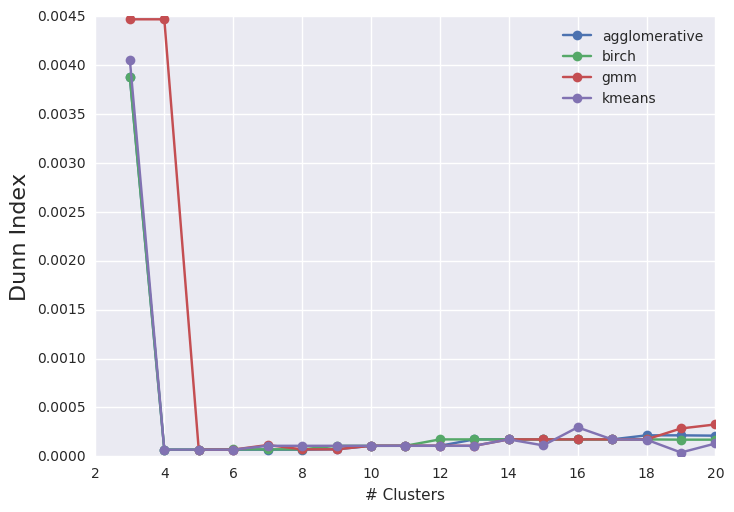 0.0045
0.0040
0.0035
0.0030
0.0025
0.0020
0.0015
0.0010
0.0005
0.0000
Dunn Index
2 4 6 8 10 12 14 16 18 20
# Clusters
agglomerative
birch
gmm
kmeans